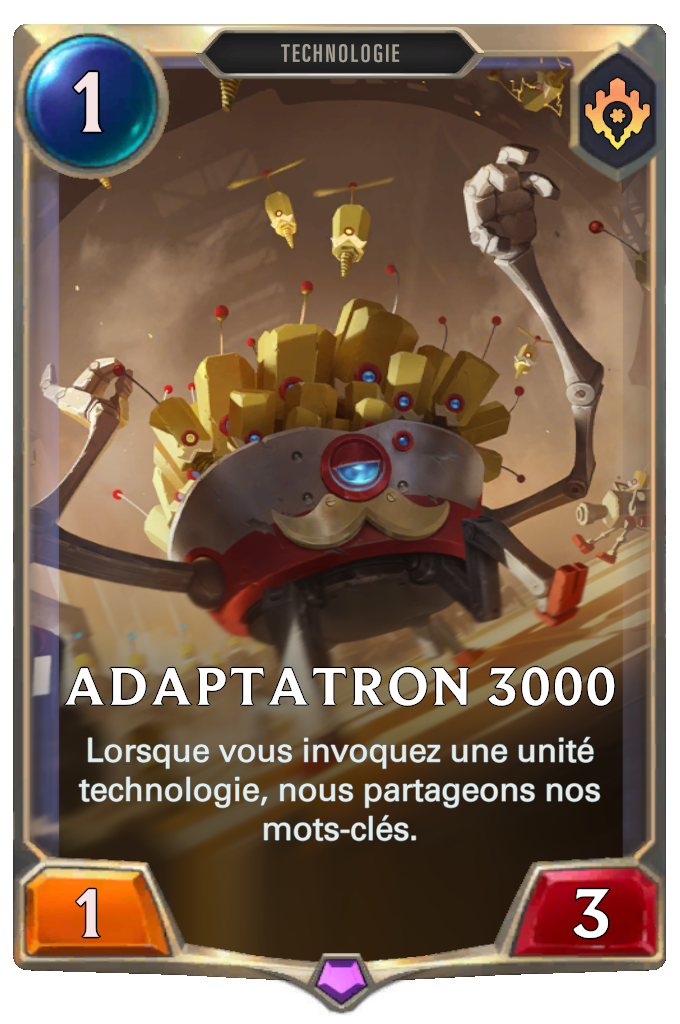 TECHNOLOGIE
1
ADAPTATRON 3000
Lorsque vous invoquez une unité
technologie, nous partageons nos
mots-clés.
1
3